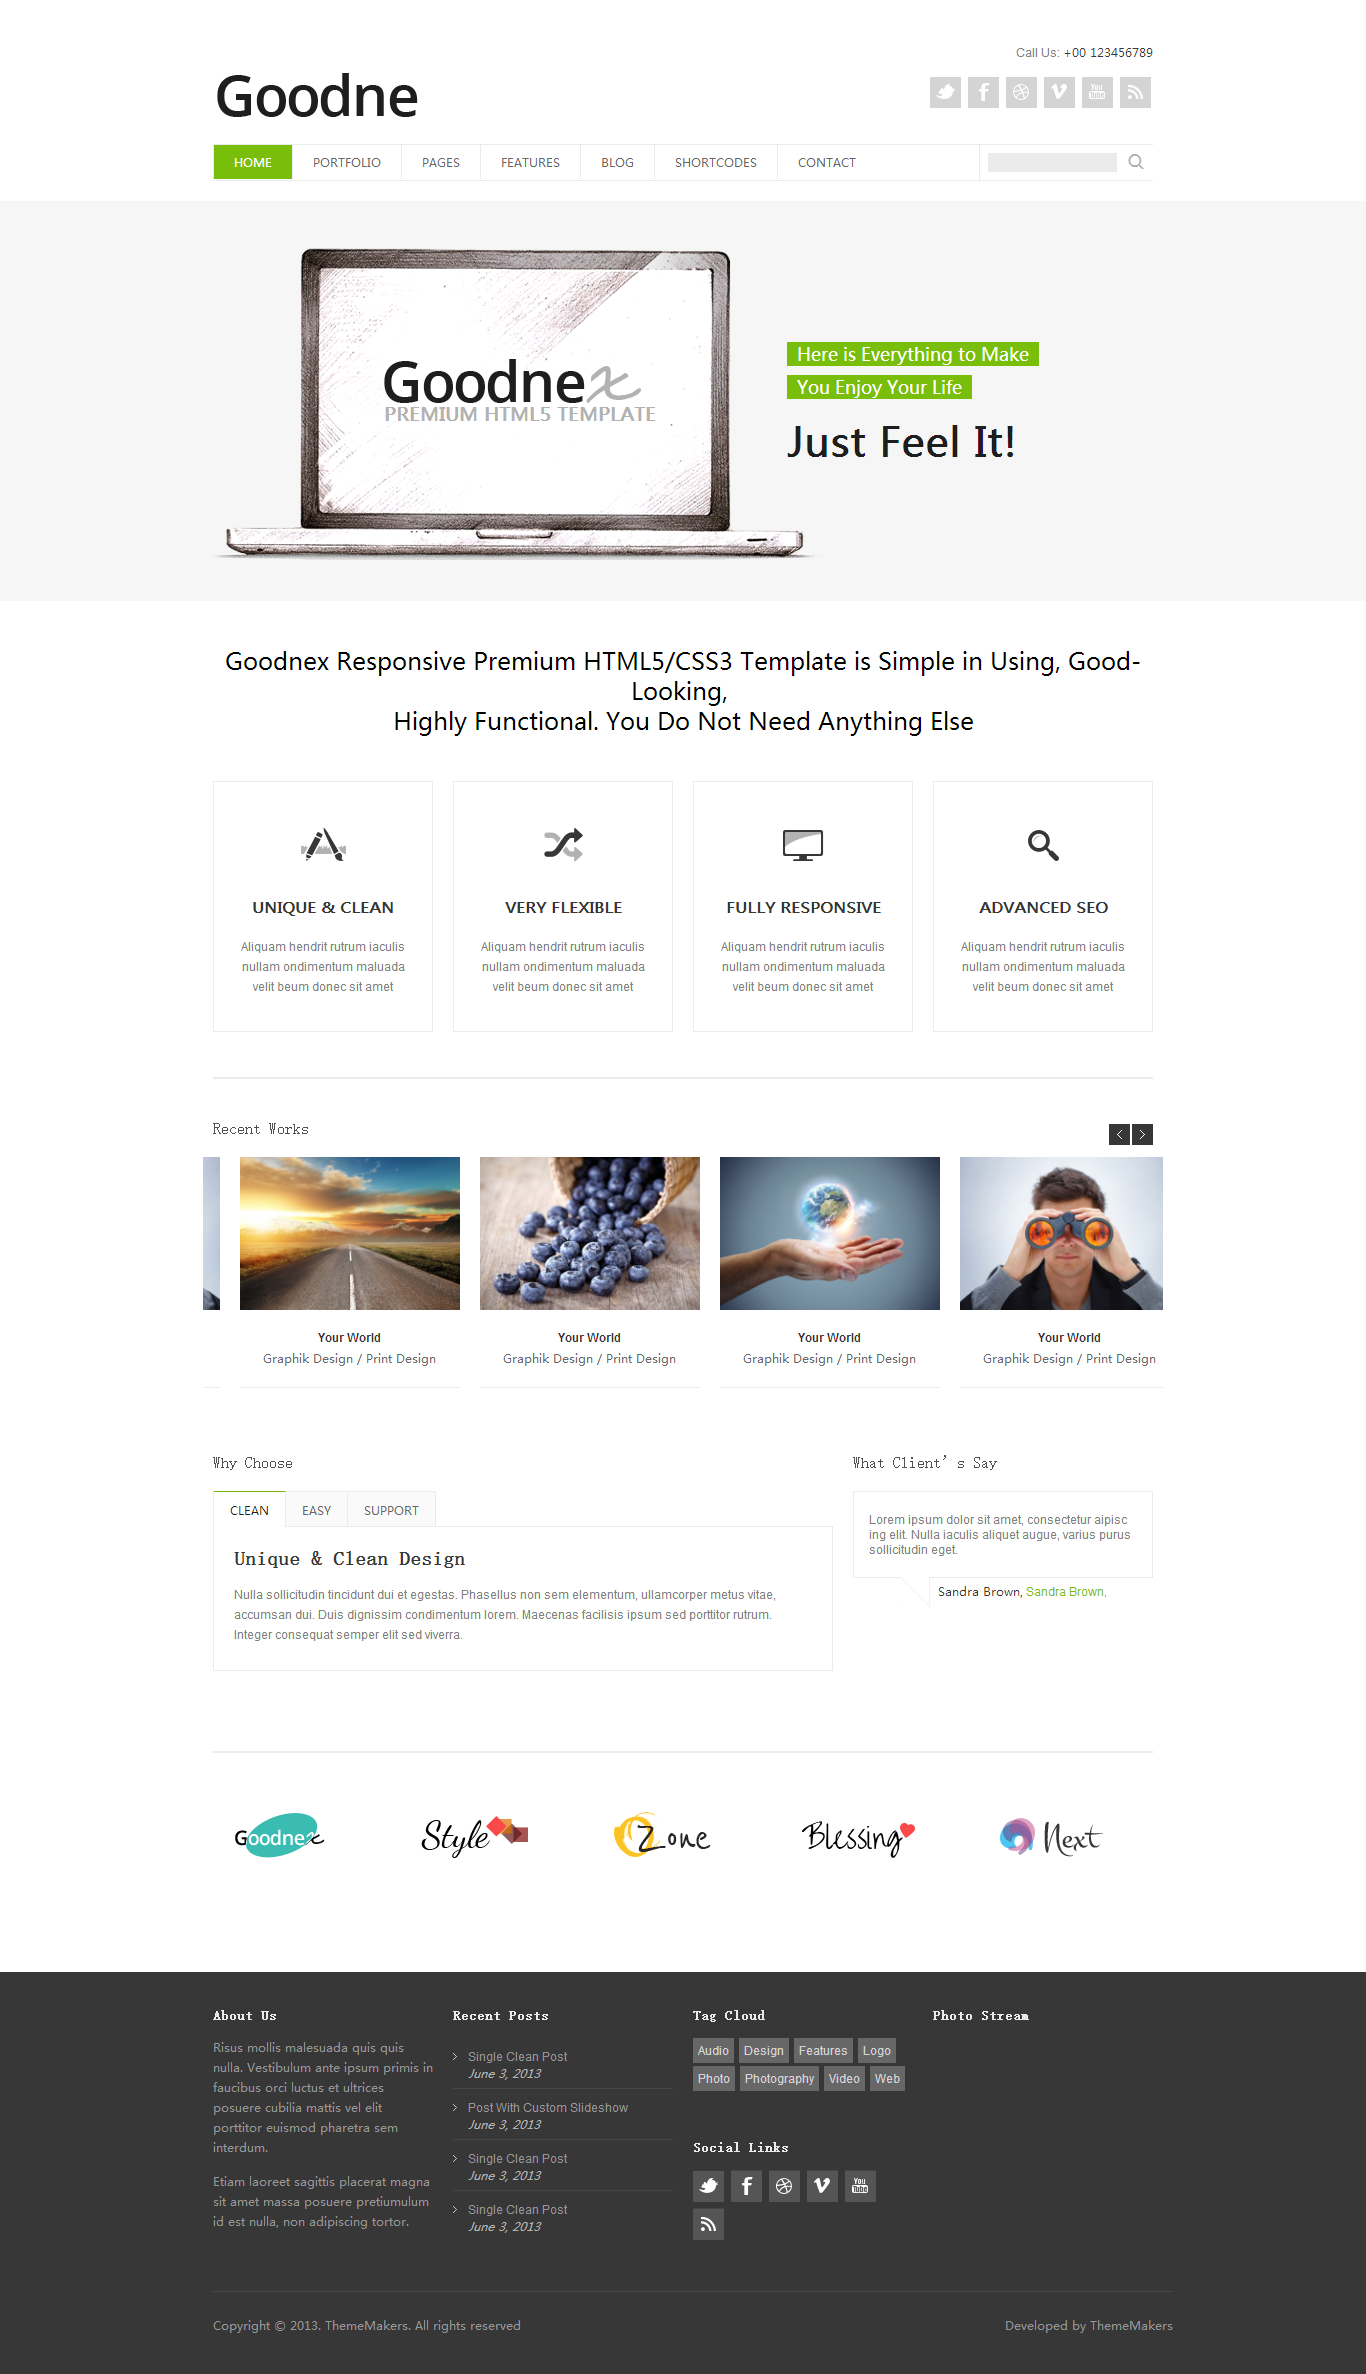 Call Us: +00 123456789
Goodne
HOME PORTFOLIO PAGES FEATURES BLOG SHORTCODES CONTACT
Goodnex
PREMIUM HTML5 TEMPLATE
Here is Everything to Make
You Enjoy Your Life
Just Feel It!
Goodnex Responsive Premium HTML5/CSS3 Template is Simple in Using, Good-
Looking,
Highly Functional. You Do Not Need Anything Else
UNIQUE & CLEAN
Aliquam hendrit rutrum iaculis
nullam ondimentum maluada
velit beum donec sit amet
VERY FLEXIBLE
Aliquam hendrit rutrum iaculis
nullam ondimentum maluada
velit beum donec sit amet
FULLY RESPONSIVE
Aliquam hendrit rutrum iaculis
nullam ondimentum maluada
velit beum donec sit amet
ADVANCED SEO
Aliquam hendrit rutrum iaculis
nullam ondimentum maluada
velit beum donec sit amet
Recent Works
Your World
Graphik Design / Print Design
Your World
Graphik Design / Print Design
Your World
Graphik Design / Print Design
Your World
Graphik Design / Print Design
Why Choose
CLEAN EASY SUPPORT
Unique & Clean Design
Nulla sollicitudin tincidunt dui et egestas. Phasellus non sem elementum, ullamcorper metus vitae,
accumsan dui. Duis dignissim condimentum lorem. Maecenas facilisis ipsum sed porttitor rutrum.
Integer consequat semper elit sed viverra.
What Client’s Say
Lorem ipsum dolor sit amet, consectetur aipisc
ing elit. Nulla iaculis aliquet augue, varius purus
sollicitudin eget.
Sandra Brown, Sandra Brown,
Goodnex
Style
Ozone
Blessing
Next
About Us
Risus mollis malesuada quis quis
nulla. Vestibulum ante ipsum primis in
faucibus orci luctus et ultrices
posuere cubilia mattis vel elit
porttitor euismod pharetra sem
interdum.
Etiam laoreet sagittis placerat magna
sit amet massa posuere pretiumulum
id est nulla, non adipiscing tortor.
Recent Posts
Single Clean Post
June 3, 2013
Post With Custom Slideshow
June 3, 2013
Single Clean Post
June 3, 2013
Single Clean Post
June 3, 2013
Tag Cloud
Audio Design Features Logo
Photo Photography Video Web
Social Links
You Tube
Photo Stream
Copyright © 2013. ThemeMakers. All rights reserved
Developed by ThemeMakers